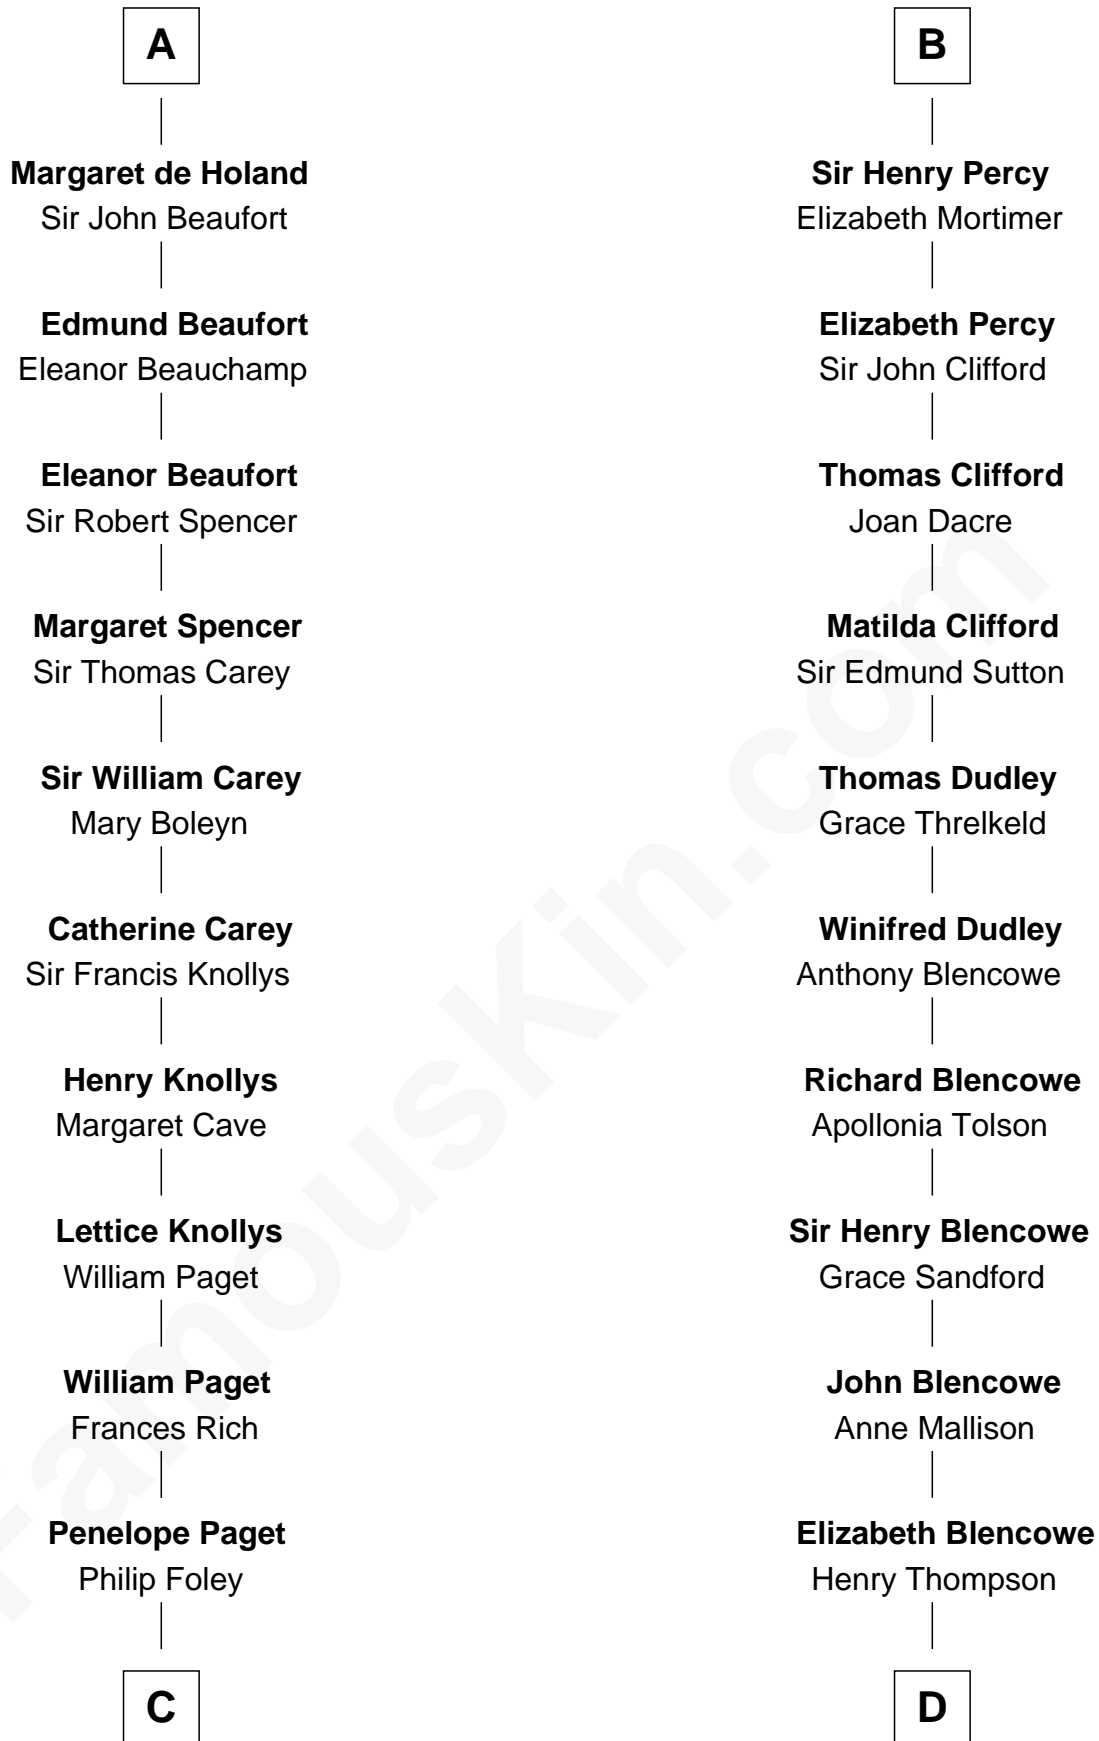 A
Margaret de Holand
Sir John Beaufort
Edmund Beaufort
Eleanor Beauchamp
Eleanor Beaufort
Sir Robert Spencer
Margaret Spencer
Sir Thomas Carey
Sir William Carey
Mary Boleyn
Catherine Carey
Sir Francis Knollys
Henry Knollys
Margaret Cave
Lettice Knollys
William Paget
William Paget
Frances Rich
Penelope Paget
Philip Foley
C
B
Sir Henry Percy
Elizabeth Mortimer
Elizabeth Percy
Sir John Clifford
Thomas Clifford
Joan Dacre
Matilda Clifford
Sir Edmund Sutton
Thomas Dudley
Grace Threlkeld
Winifred Dudley
Anthony Blencowe
Richard Blencowe
Apollonia Tolson
Sir Henry Blencowe
Grace Sandford
John Blencowe
Anne Mallison
Elizabeth Blencowe
Henry Thompson
D
FamousKin.com